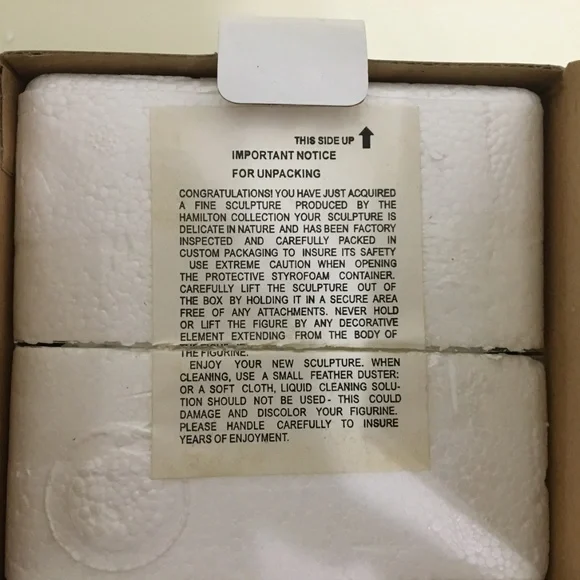 THIS SIDE UP
IMPORTANT NOTICE
FOR UNPACKING
CONGRATULATIONS! YOU HAVE JUST ACQUIRED
A FINE SCULPTURE PRODUCED BY THE
HAMILTON COLLECTION YOUR SCULPTURE IS
DELICATE IN NATURE AND HAS BEEN FACTORY
INSPECTED AND CAREFULLY PACKED IN
CUSTOM PACKAGING TO INSURE ITS SAFETY
USE EXTREME CAUTION WHEN OPENING
THE PROTECTIVE STYROFOAM CONTAINER.
CAREFULLY LIFT THE SCULPTURE OUT OF
THE BOX BY HOLDING IT IN A SECURE AREA
FREE OF ANY ATTACHMENTS. NEVER HOLD
OR LIFT THE FIGURE BY ANY DECORATIVE
ELEMENT EXTENDING FROM THE BODY OF
THE FIGURINE.
ENJOY YOUR NEW SCULPTURE. WHEN
CLEANING, USE A SMALL FEATHER DUSTER:
OR A SOFT CLOTH, LIQUID CLEANING SOLU-
TION SHOULD NOT BE USED - THIS COULD
DAMAGE AND DISCOLOR YOUR FIGURINE.
PLEASE HANDLE CAREFULLY TO INSURE
YEARS OF ENJOYMENT.